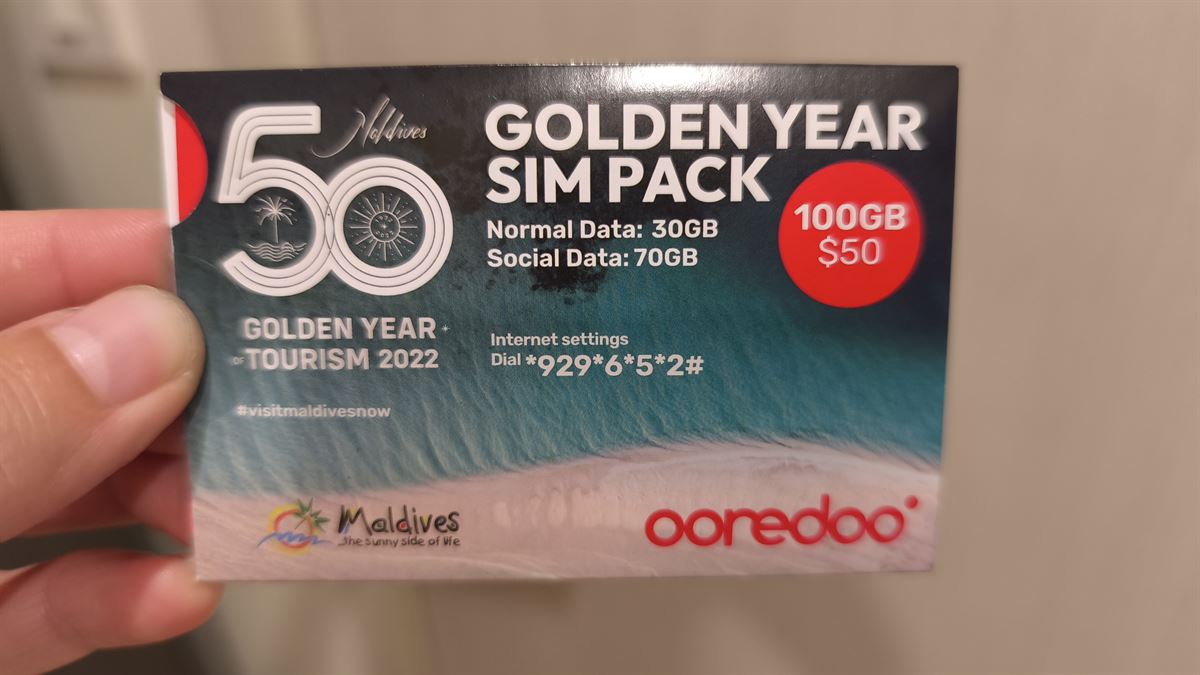 50
Maldives
GOLDEN YEAR
OF TOURISM 2022
#visitmaldivesnow
GOLDEN YEAR
SIM PACK
Normal Data: 30GB
Social Data: 70GB
100GB
$50
Internet settings
Dial *929*6*5*2#
Maldives
the sunny side of life
ooredoo